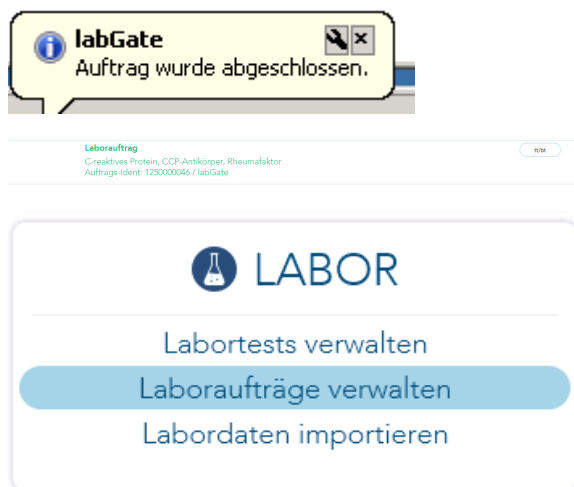 labGate
Auftrag wurde abgeschlossen.
Laborauftrag
C-reaktives Protein, CCP-Antikörper, Rheumafaktor
Auftrags-Ident: 1250000046 / labGate
LABOR
Labortests verwalten
Laboraufträge verwalten
Labordaten importieren